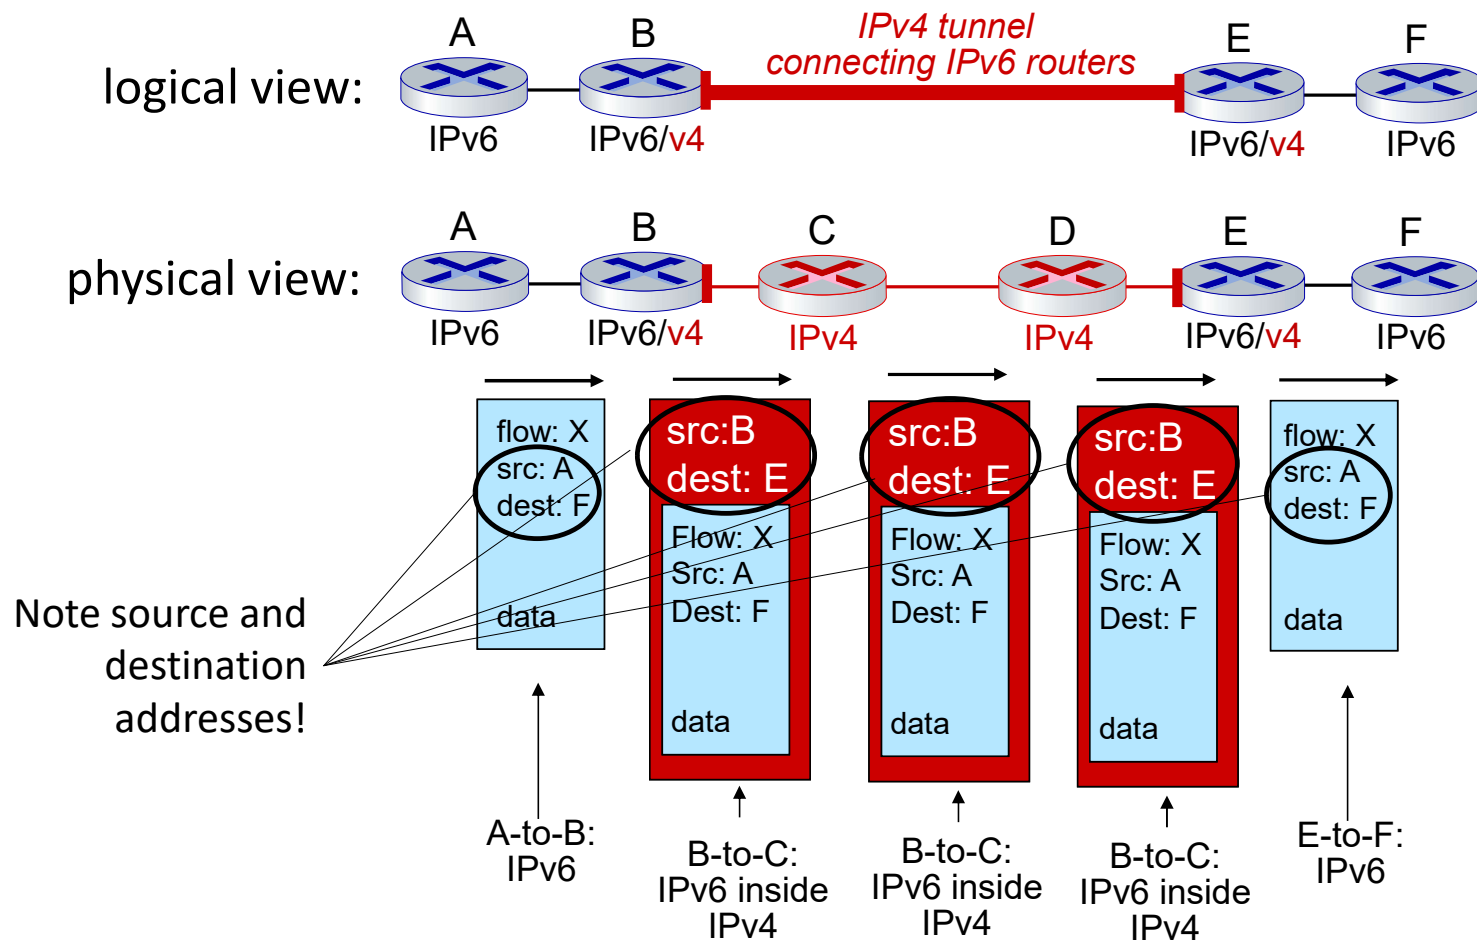 IPv4 tunnel
connecting IPv6 routers
A
B
E
F
logical view:
IPv6
IPv6/v4
IPv6/v4
IPv6
A
B
C
D
E
F
physical view:
IPv6
IPv6/v4
IPv4
IPv4
IPv6/v4
IPv6
flow: X
src: A
dest: F
data
src:B
dest: E
Flow: X
Src: A
Dest: F
data
src:B
dest: E
Flow: X
Src: A
Dest: F
data
src:B
dest: E
Flow: X
Src: A
Dest: F
data
flow: X
src: A
dest: F
data
Note source and
destination
addresses!
A-to-B:
IPv6
B-to-C:
IPv6 inside
IPv4
B-to-C:
IPv6 inside
IPv4
B-to-C:
IPv6 inside
IPv4
E-to-F:
IPv6